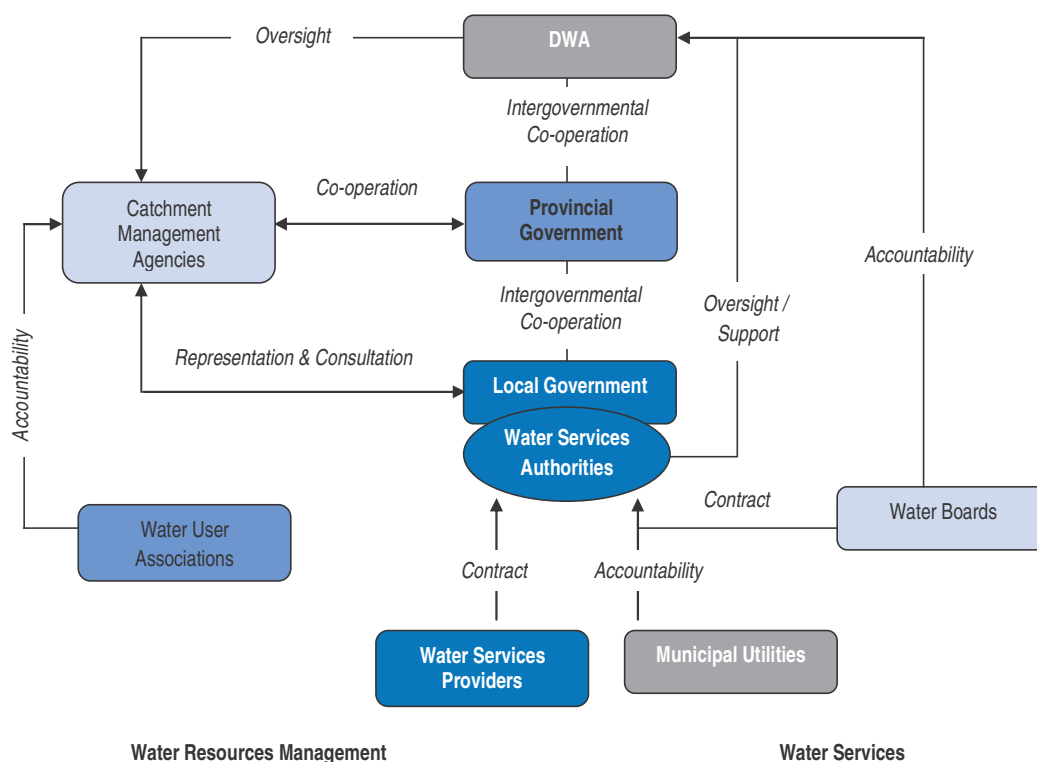 Oversight
DWA
Intergovernmental
Co-operation
Co-operation
Catchment
Management
Agencies
Provincial
Government
Accountability
Intergovernmental
Co-operation
Oversight /
Support
Representation & Consultation
Accountability
Local Government
Water Services
Authorities
Contract
Water Boards
Water User
Associations
Contract
Accountability
Water Services
Providers
Municipal Utilities
Water Resources Management
Water Services